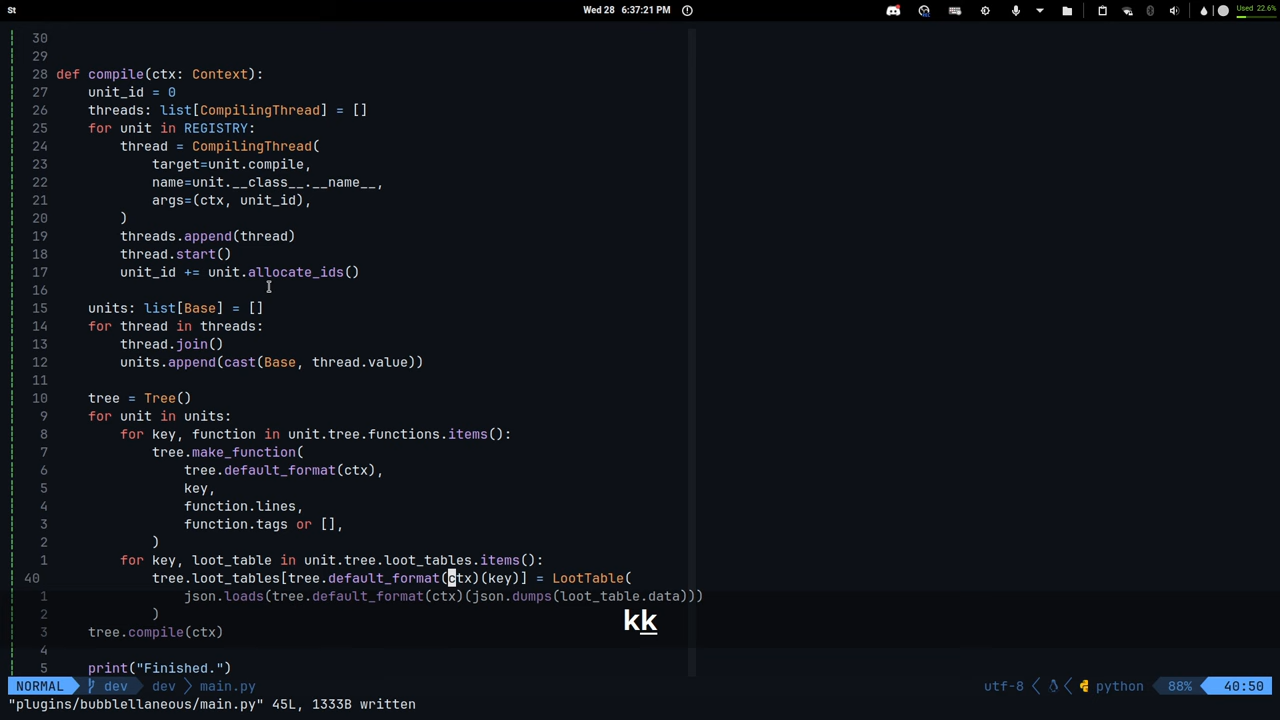 St
Wed 28 6:37:21 PM
Used 22.6%
30
29
28 def compile(ctx: Context):
27 unit_id = 0
26 threads: list[CompilingThread] = []
25 for unit in REGISTRY:
24 thread = CompilingThread(
23 target=unit.compile,
22 name=unit.__class__.__name__,
21 args=(ctx, unit_id),
20 )
19 threads.append(thread)
18 thread.start()
17 unit_id += unit.allocate_ids()
16
15 units: list[Base] = []
14 for thread in threads:
13 thread.join()
12 units.append(cast(Base, thread.value))
11
10 tree = Tree()
9 for unit in units:
8 for key, function in unit.tree.functions.items():
7 tree.make_function(
6 tree.default_format(ctx),
5 key,
4 function.lines,
3 function.tags or [],
2 )
1 for key, loot_table in unit.tree.loot_tables.items():
40 tree.loot_tables[tree.default_format(ctx)(key)] = LootTable(
1 json.loads(tree.default_format(ctx)(json.dumps(loot_table.data)))
2 )
kk
3 tree.compile(ctx)
4
5 print("Finished.")
NORMAL dev dev main.py utf-8 python 88% 40:50
"plugins/bubblellaneous/main.py" 45L, 1333B written